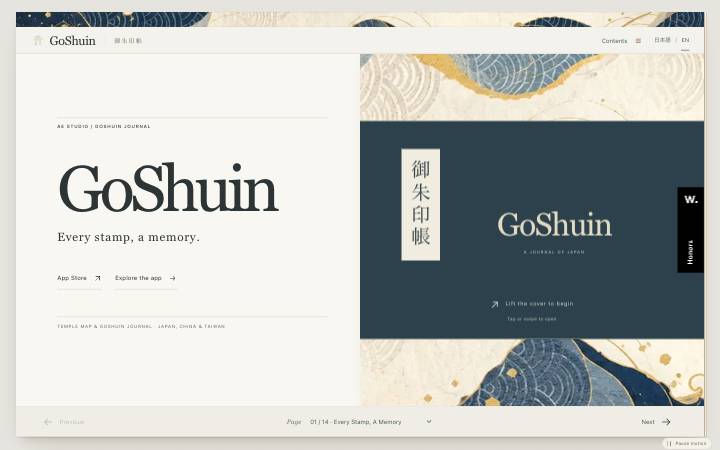 GoShuin
御朱印帳
Contents
日本語 / EN
AE STUDIO / GOSHUIN JOURNAL
GoShuin
Every stamp, a memory.
App Store
Explore the app
TEMPLE MAP & GOSHUIN JOURNAL · JAPAN, CHINA & TAIWAN
御朱印帳
GoShuin
A JOURNAL OF JAPAN
Lift the cover to begin
Tap or swipe to open
W.
Honors
Previous
Page 01 / 14 · Every Stamp, A Memory
Next
Pause motion